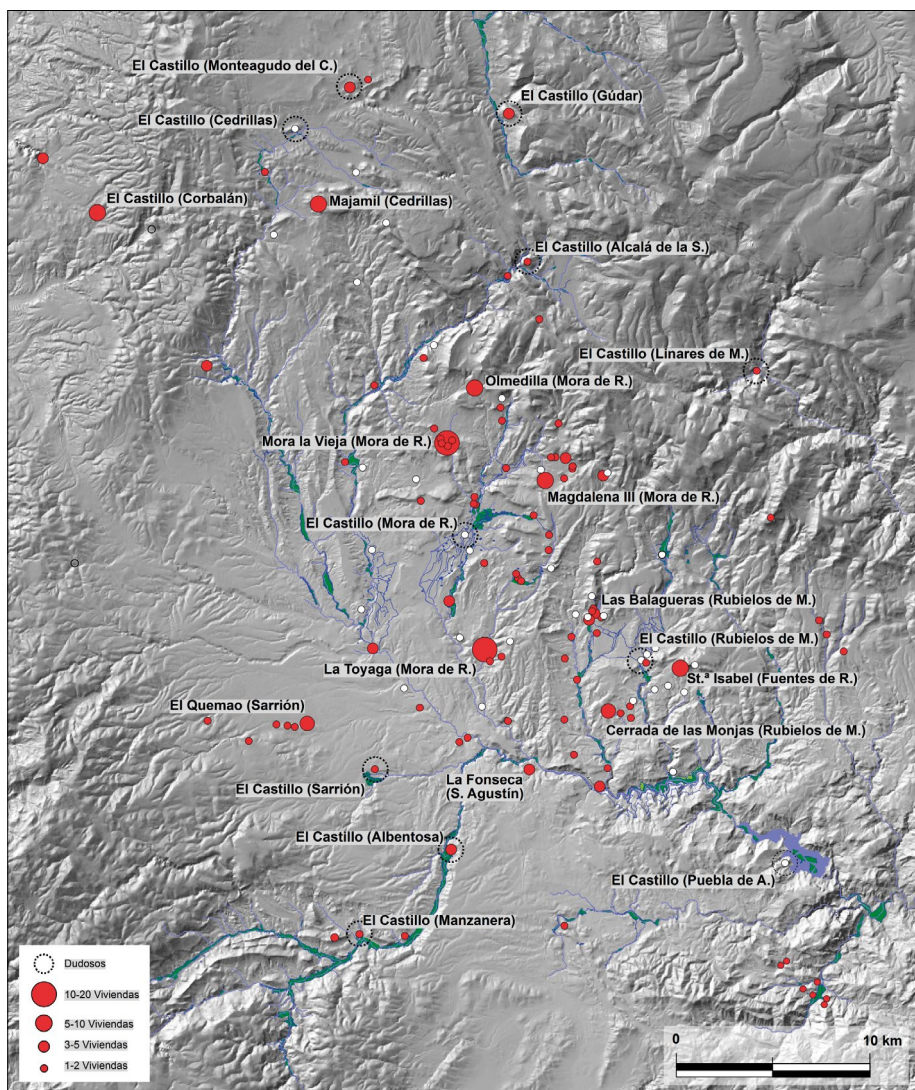 El Castillo (Monteagudo del C.)
El Castillo (Gúdar)
El Castillo (Cedrillas)
El Castillo (Corbalán)
Majamil (Cedrillas)
El Castillo (Alcalá de la S.)
El Castillo (Linares de M.)
Olmedilla (Mora de R.)
Mora la Vieja (Mora de R.)
Magdalena III (Mora de R.)
El Castillo (Mora de R.)
Las Balagueras (Rubielos de M.)
El Castillo (Rubielos de M.)
La Toyaga (Mora de R.)
St.ª Isabel (Fuentes de R.)
El Quemao (Sarrión)
Cerrada de las Monjas (Rubielos de M.)
La Fonseca
(S. Agustín)
El Castillo (Sarrión)
El Castillo (Albentosa)
El Castillo (Puebla de A.)
El Castillo (Manzanera)
Dudosos
10-20 Viviendas
5-10 Viviendas
3-5 Viviendas
1-2 Viviendas
0 10 km